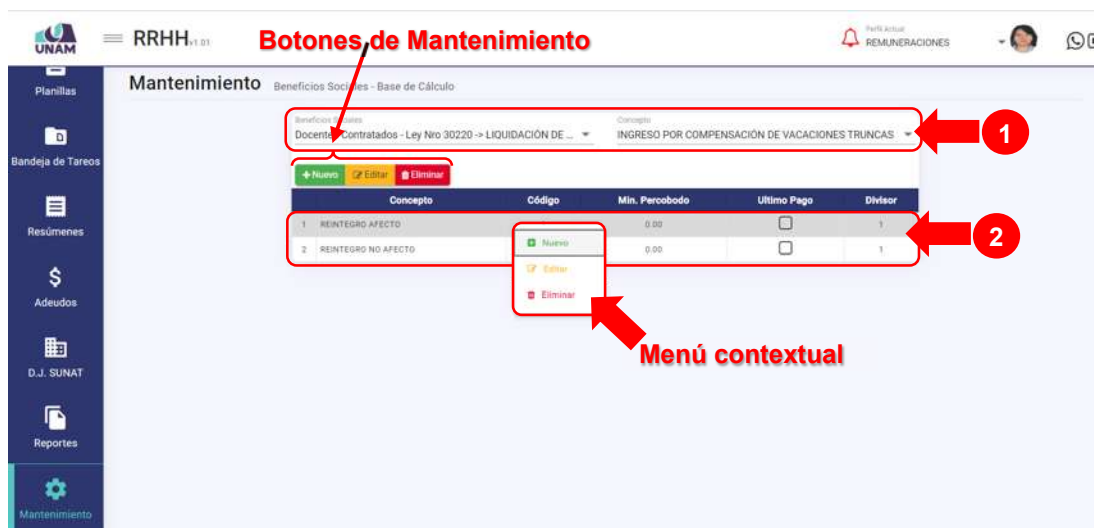 UNAM
RRHH v1.01
Botones de Mantenimiento
Perfil Actual
REMUNERACIONES
Mantenimiento Beneficios Sociales - Base de Cálculo
Planillas
Bandeja de Tareos
Resúmenes
Adeudos
D.J. SUNAT
Reportes
Mantenimiento
Beneficios Sociales
Docentes Contratados - Ley Nro 30220 -> LIQUIDACIÓN DE ...
Concepto
INGRESO POR COMPENSACIÓN DE VACACIONES TRUNCAS
1
Nuevo Editar Eliminar
Concepto Código Min. Percobodo Ultimo Pago Divisor
1 REINTEGRO AFECTO 0.00 1
2 REINTEGRO NO AFECTO 0.00 1
2
Nuevo
Editar
Eliminar
Menú contextual